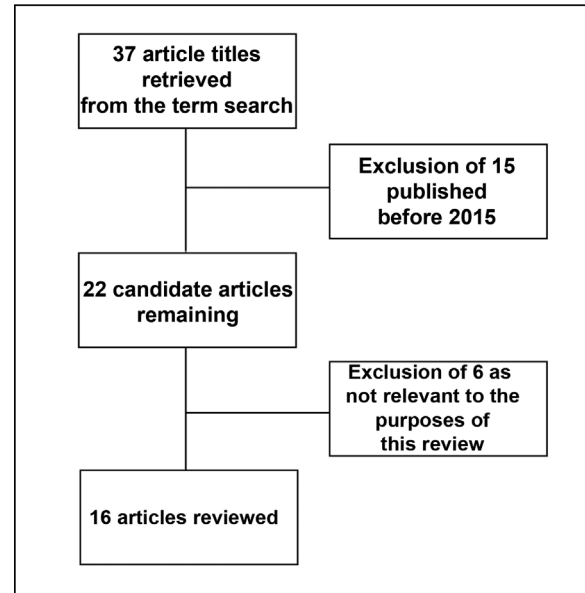 37 article titles
retrieved
from the term search
Exclusion of 15
published
before 2015
22 candidate articles
remaining
Exclusion of 6 as
not relevant to the
purposes of
this review
16 articles reviewed